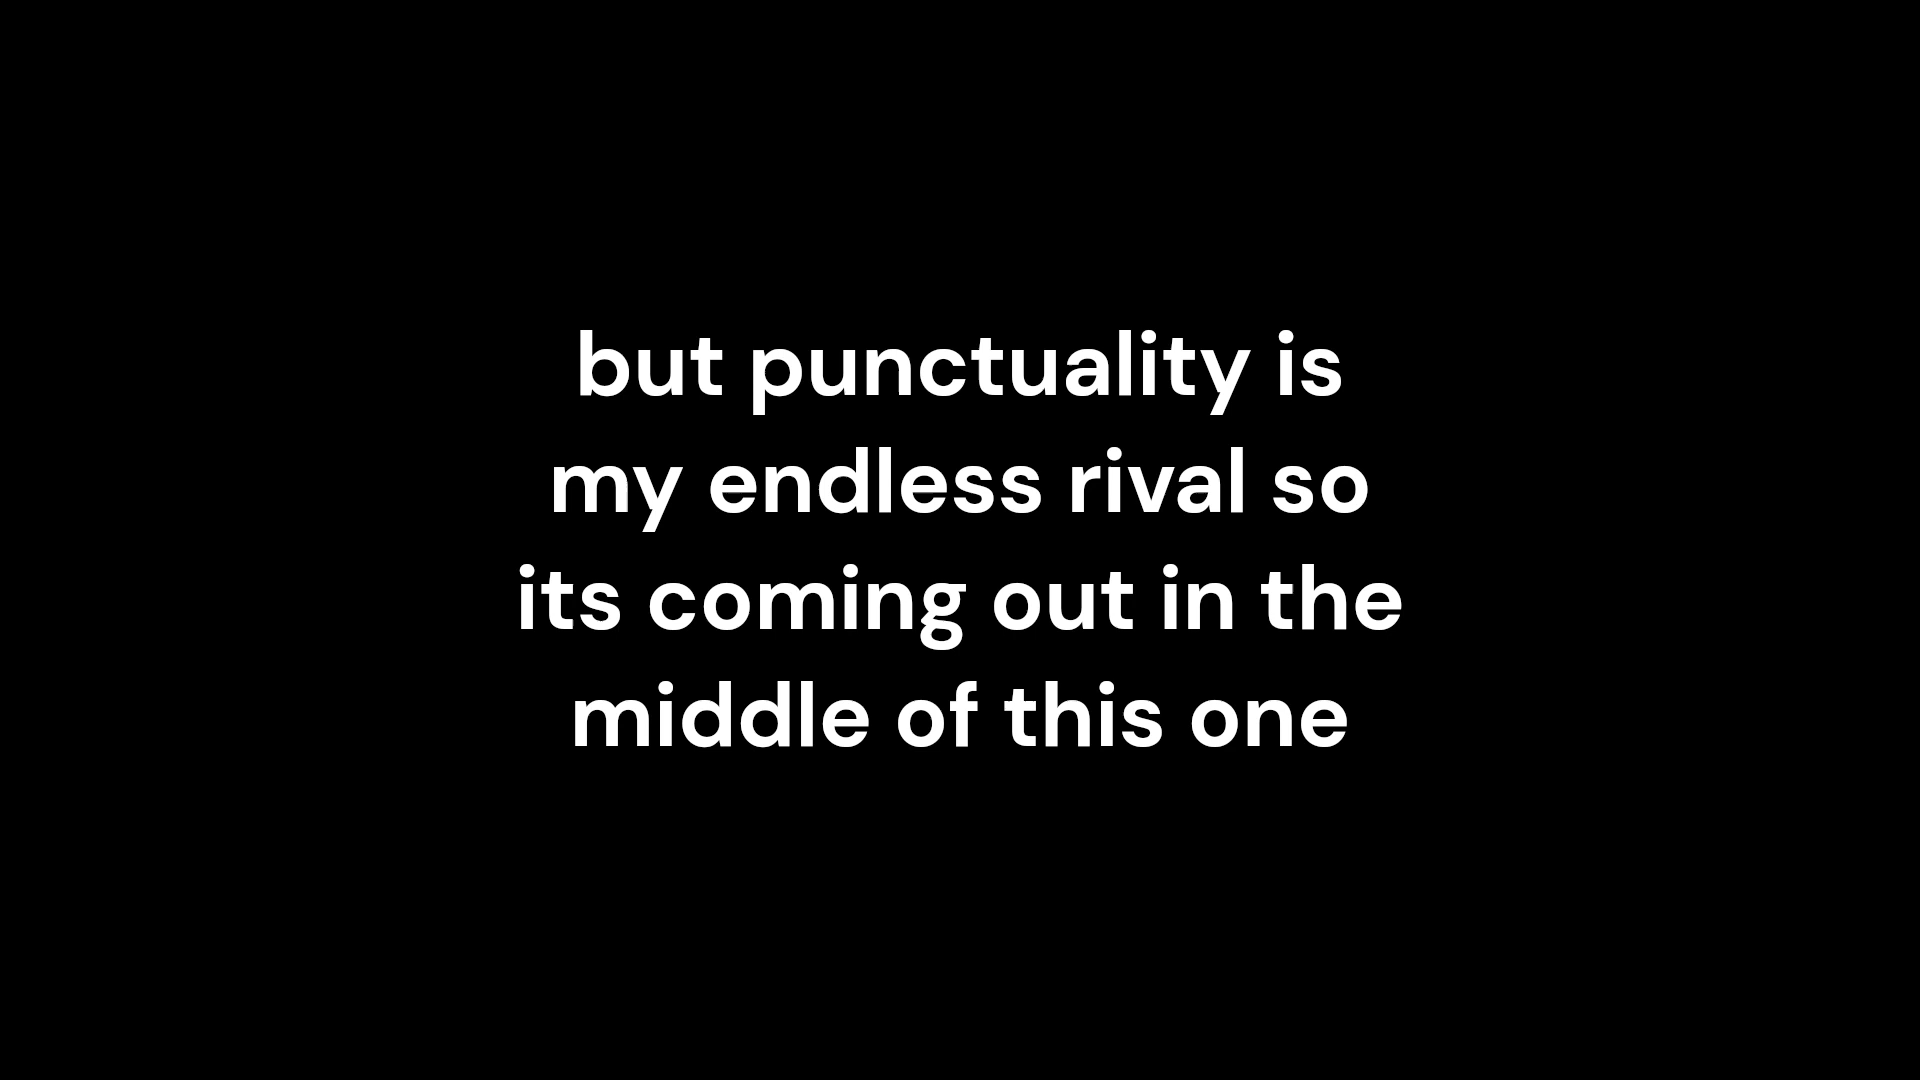 but punctuality is
my endless rival so
its coming out in the
middle of this one